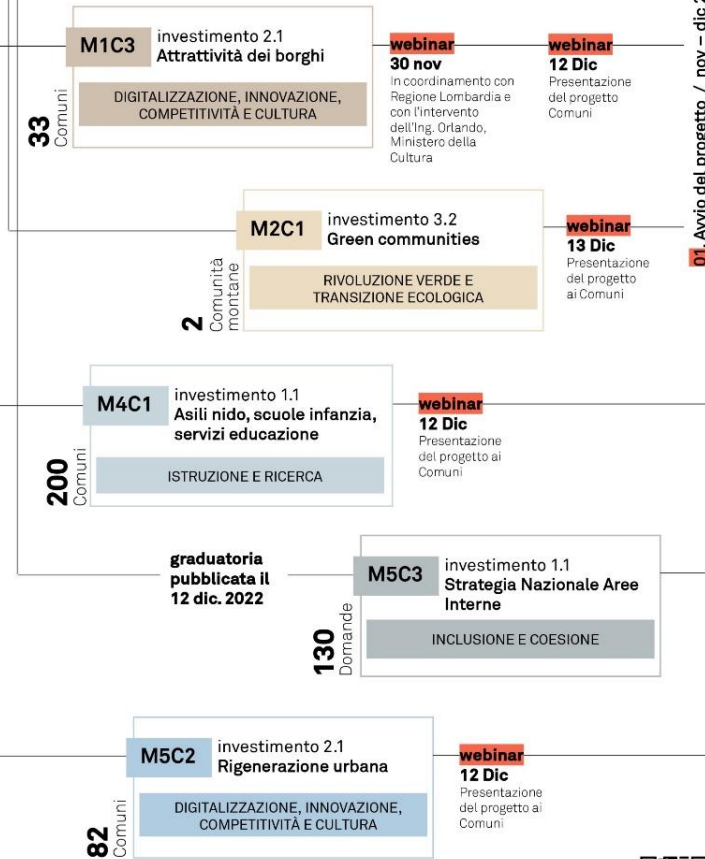 M1C3
investimento 2.1
Attrattività dei borghi
DIGITALIZZAZIONE, INNOVAZIONE,
COMPETITIVITÀ E CULTURA
33
Comuni
webinar
30 nov
In coordinamento con
Regione Lombardia e
con l'intervento
dell'Ing. Orlando,
Ministero della
Cultura
webinar
12 Dic
Presentazione
del progetto
Comuni
01. Avvio del progetto / nov – dic
M2C1
investimento 3.2
Green communities
RIVOLUZIONE VERDE E
TRANSIZIONE ECOLOGICA
2
Comunità
montane
webinar
13 Dic
Presentazione
del progetto
ai Comuni
M4C1
investimento 1.1
Asili nido, scuole infanzia,
servizi educazione
ISTRUZIONE E RICERCA
200
Comuni
webinar
12 Dic
Presentazione
del progetto ai
Comuni
graduatoria
pubblicata il
12 dic. 2022
M5C3
investimento 1.1
Strategia Nazionale Aree
Interne
INCLUSIONE E COESIONE
130
Domande
M5C2
investimento 2.1
Rigenerazione urbana
DIGITALIZZAZIONE, INNOVAZIONE,
COMPETITIVITÀ E CULTURA
82
Comuni
webinar
12 Dic
Presentazione
del progetto ai
Comuni